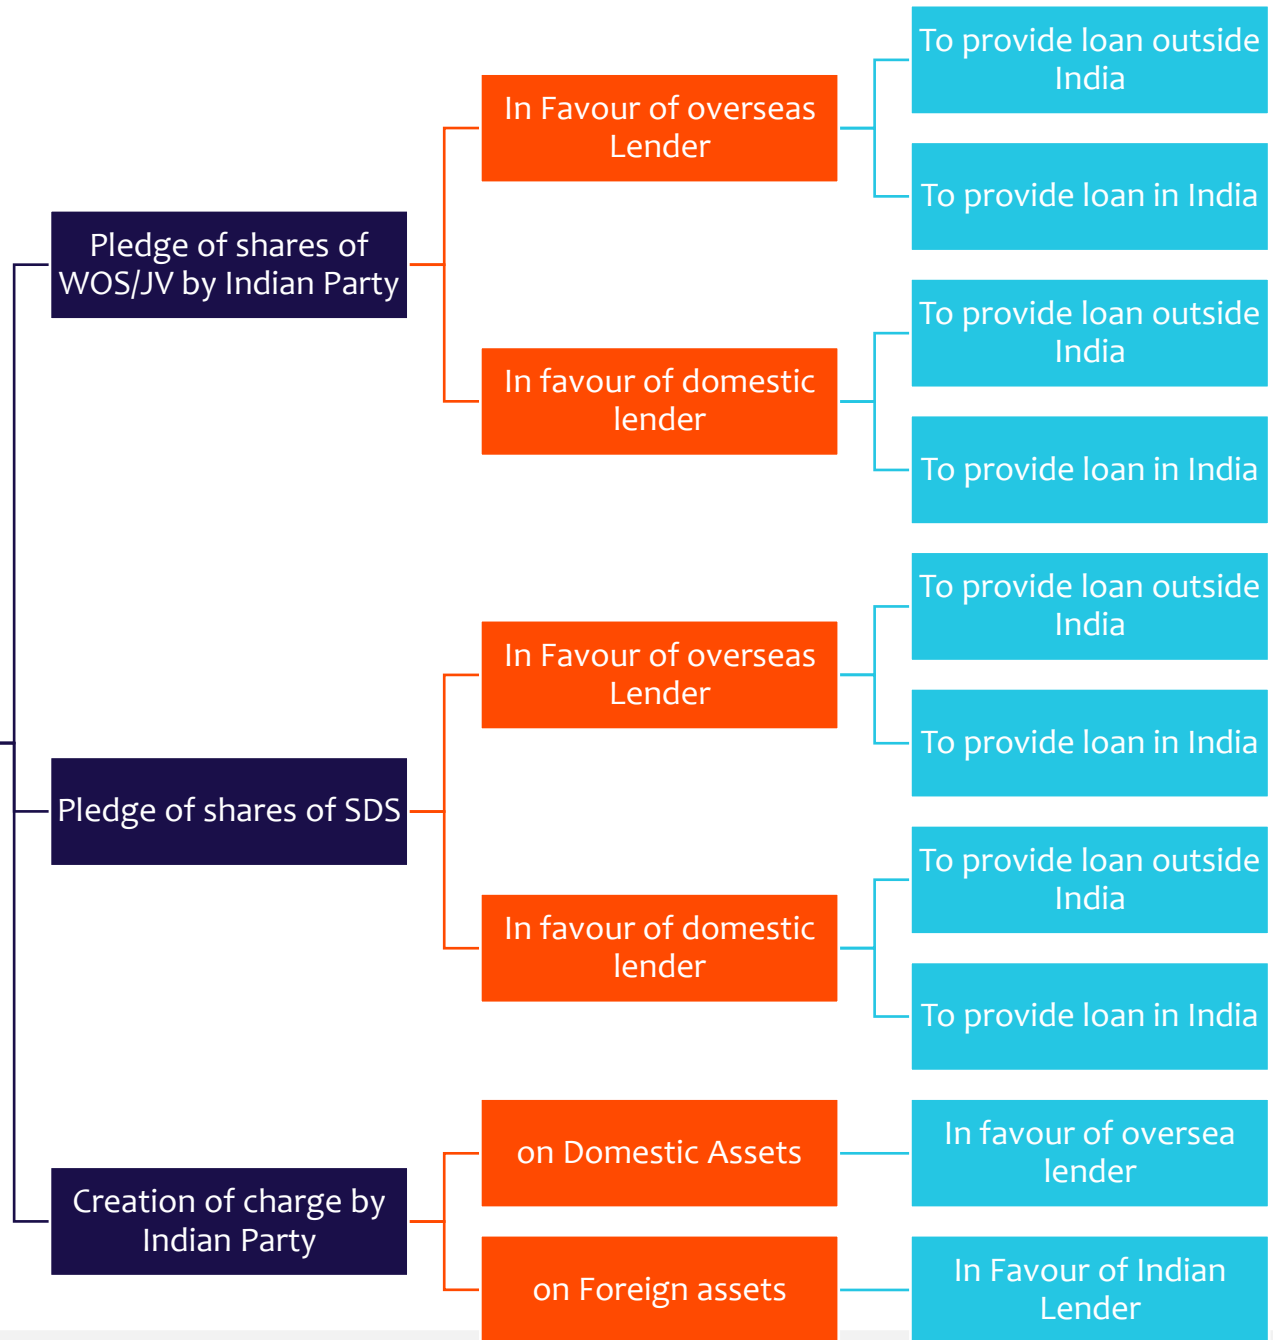 Pledge of shares of
WOS/JV by Indian Party
In Favour of overseas
Lender
To provide loan outside
India
To provide loan in India
In favour of domestic
lender
To provide loan outside
India
To provide loan in India
Pledge of shares of SDS
In Favour of overseas
Lender
To provide loan outside
India
To provide loan in India
In favour of domestic
lender
To provide loan outside
India
To provide loan in India
Creation of charge by
Indian Party
on Domestic Assets
In favour of oversea
lender
on Foreign assets
In Favour of Indian
Lender